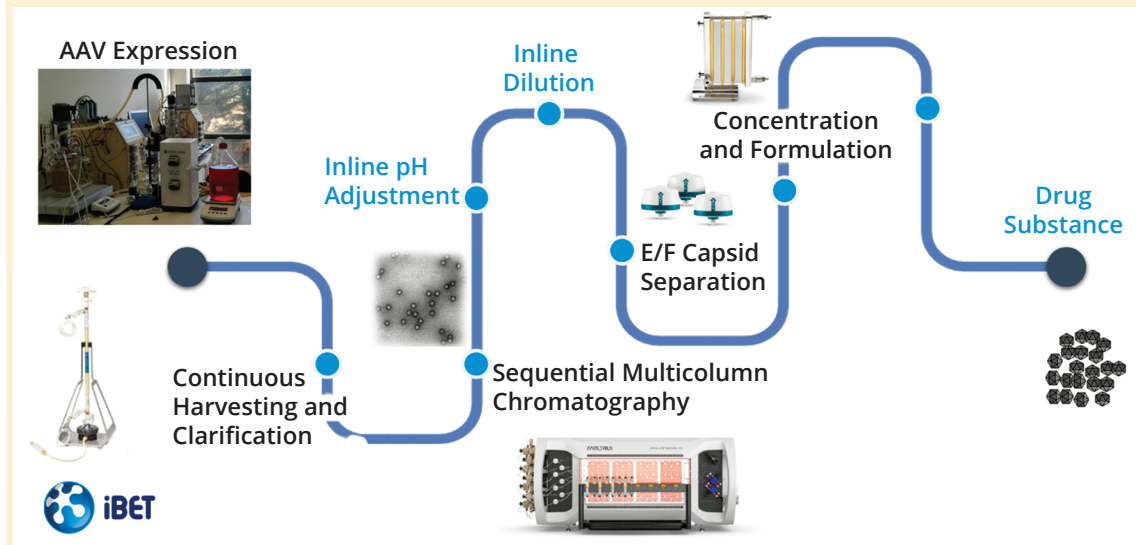 AAV Expression
Inline
Dilution
Concentration
and Formulation
Inline pH
Adjustment
Drug
Substance
E/F Capsid
Separation
Continuous
Harvesting and
Clarification
Sequential Multicolumn
Chromatography
iBET